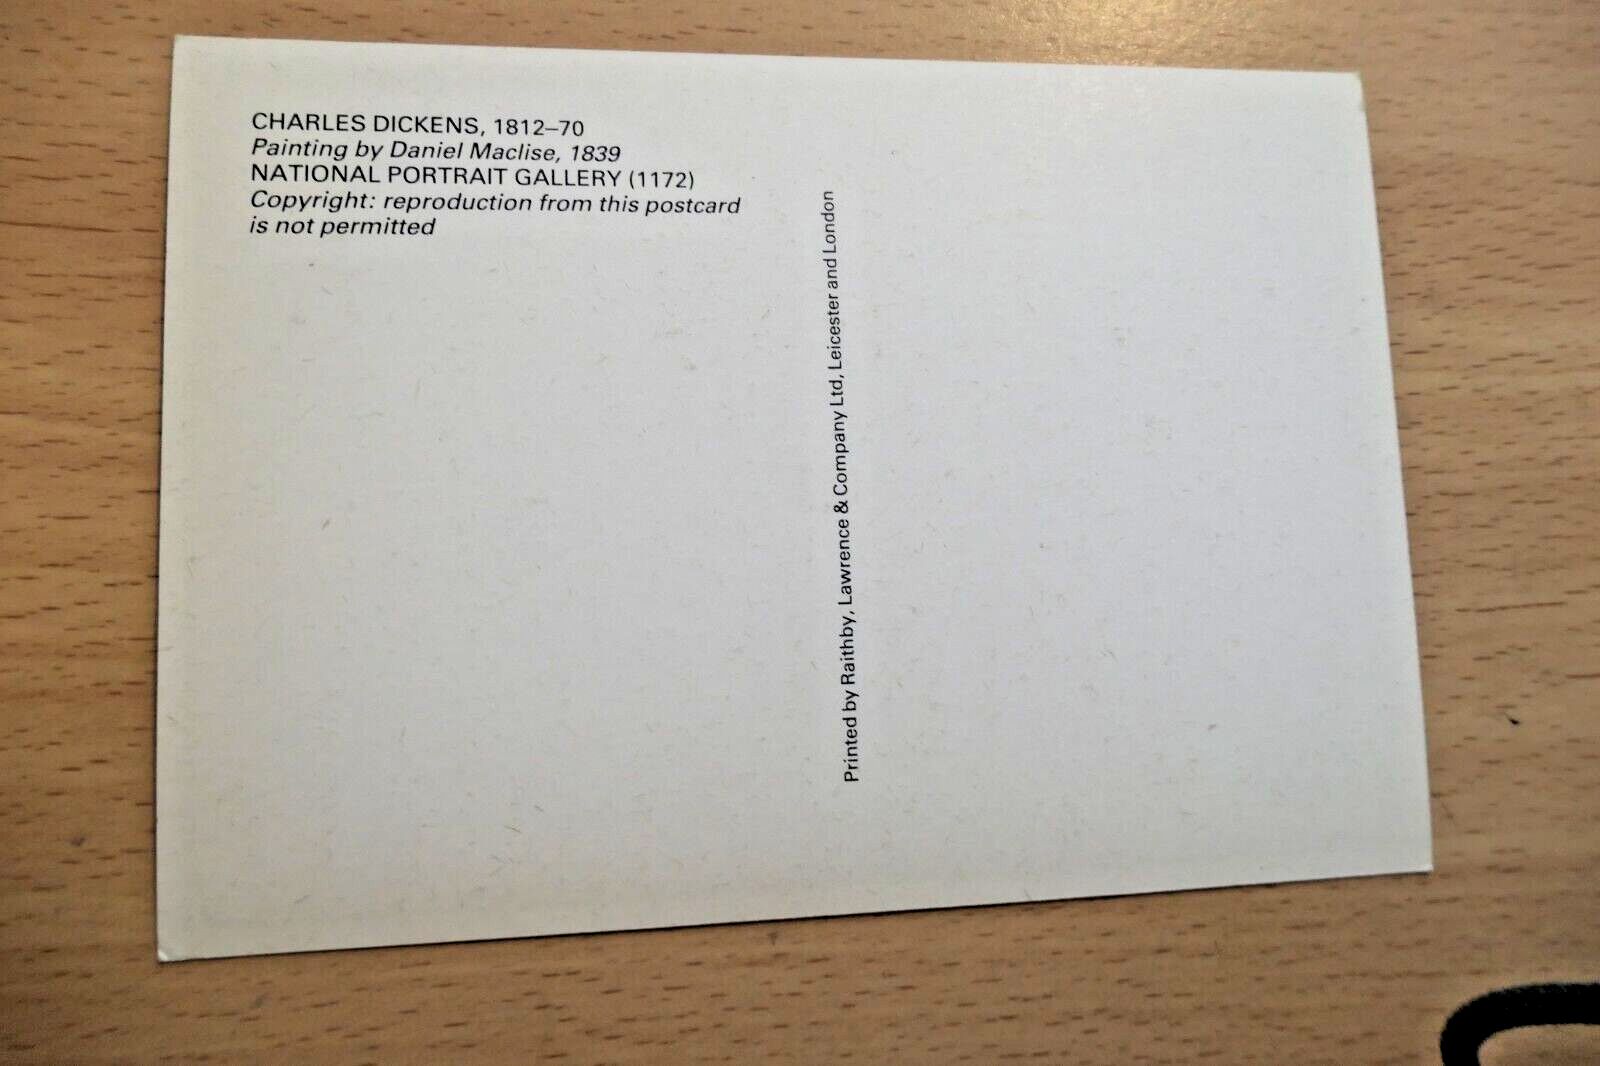 CHARLES DICKENS, 1812–70
Painting by Daniel Maclise, 1839
NATIONAL PORTRAIT GALLERY (1172)
Copyright: reproduction from this postcard
is not permitted
Printed by Raithby, Lawrence & Company Ltd, Leicester and London